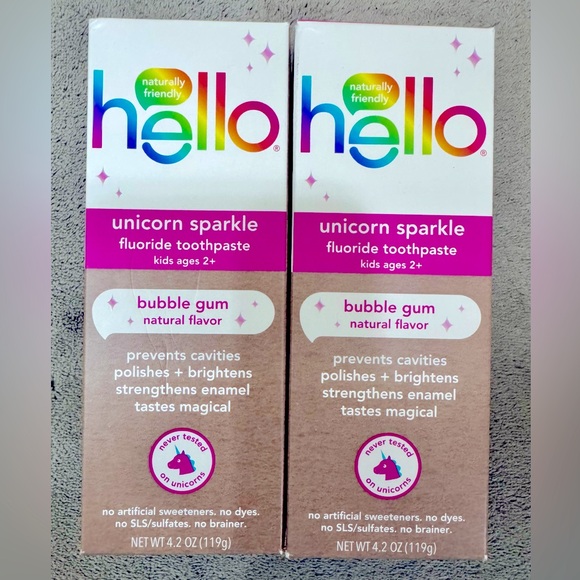 naturally
friendly
hello®
unicorn sparkle
fluoride toothpaste
kids ages 2+
bubble gum
natural flavor
prevents cavities
polishes + brightens
strengthens enamel
tastes magical
never tested
on unicorns
no artificial sweeteners. no dyes.
no SLS/sulfates. no brainer.
NET WT 4.2 OZ (119g)
naturally
friendly
hello®
unicorn sparkle
fluoride toothpaste
kids ages 2+
bubble gum
natural flavor
prevents cavities
polishes + brightens
strengthens enamel
tastes magical
never tested
on unicorns
no artificial sweeteners. no dyes.
no SLS/sulfates. no brainer.
NET WT 4.2 OZ (119g)